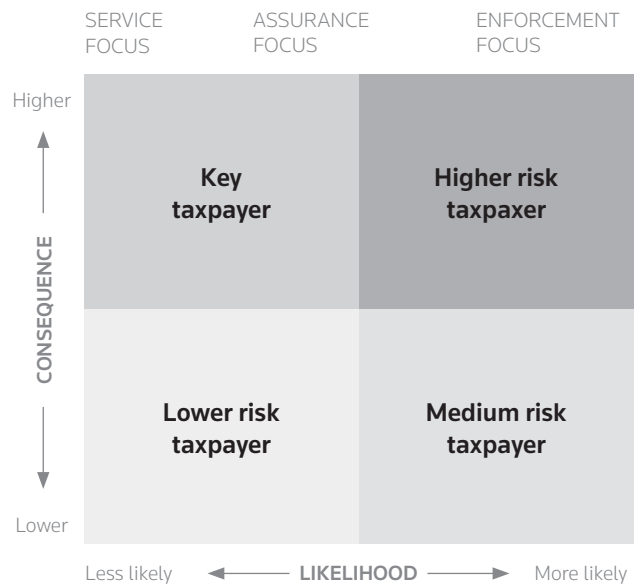 SERVICE FOCUS
ASSURANCE FOCUS
ENFORCEMENT FOCUS
Higher
CONSEQUENCE
Lower
Key
taxpayer
Higher risk
taxpaxer
Lower risk
taxpayer
Medium risk
taxpayer
Less likely
LIKELIHOOD
More likely